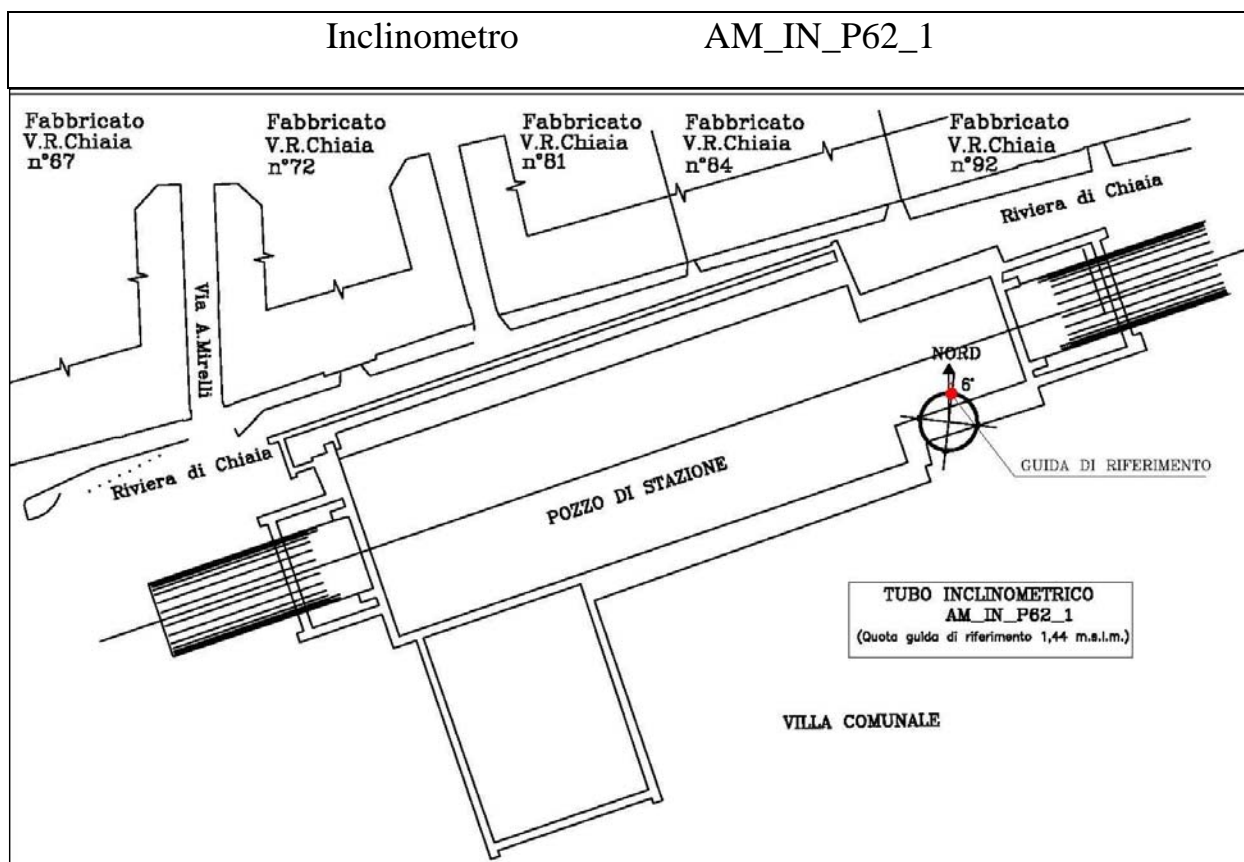 Inclinometro AM_IN_P62_1
Fabbricato
V.R.Chiaia
n°67
Fabbricato
V.R.Chiaia
n°72
Fabbricato
V.R.Chiaia
n°81
Fabbricato
V.R.Chiaia
n°84
Fabbricato
V.R.Chiaia
n°92
Riviera di Chiaia
Via A.Mirelli
NORD
6°
Riviera di Chiaia
GUIDA DI RIFERIMENTO
POZZO DI STAZIONE
TUBO INCLINOMETRICO
AM_IN_P62_1
(Quota guida di riferimento 1,44 m.s.l.m.)
VILLA COMUNALE